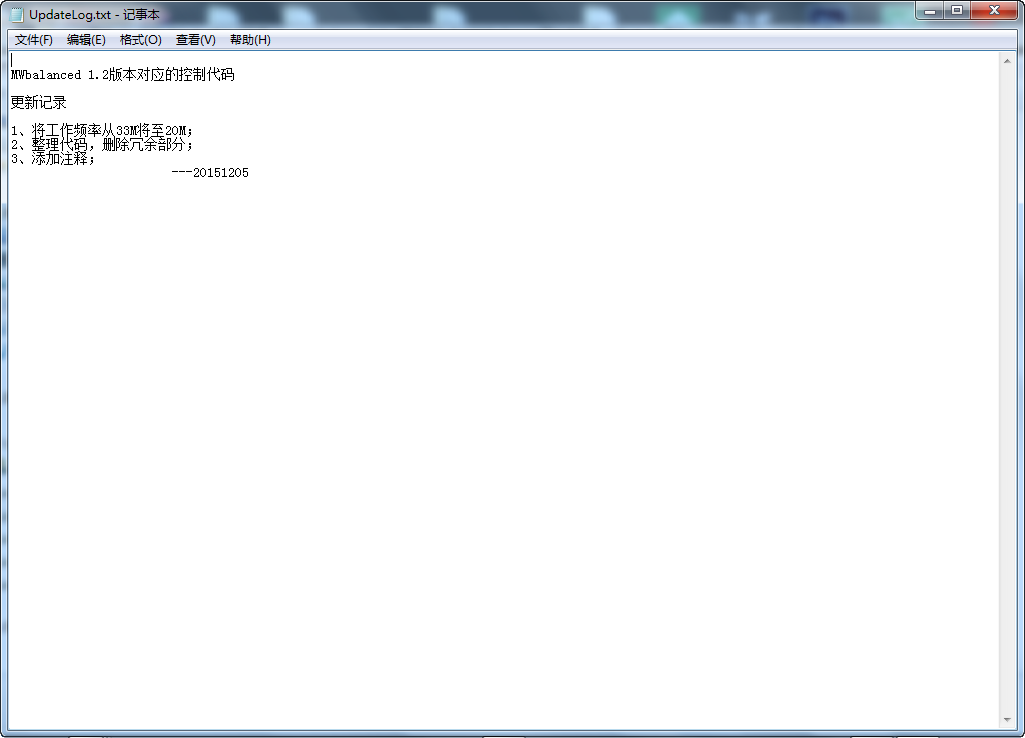 UpdateLog.txt - 记事本
文件(F) 编辑(E) 格式(O) 查看(V) 帮助(H)
MWbalanced 1.2版本对应的控制代码
更新记录
1、将工作频率从33M将至20M;
2、整理代码，删除冗余部分;
3、添加注释;
---20151205